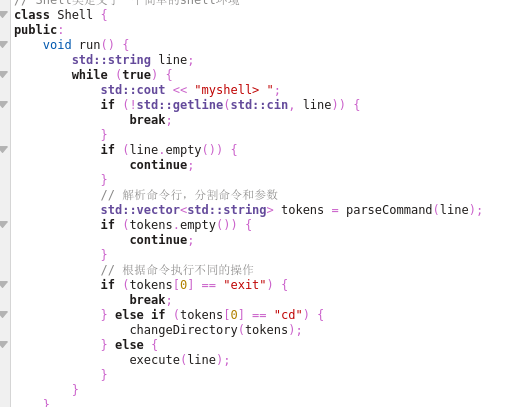 // Shell类定义了一个简单的shell环境
class Shell {
public:
    void run() {
        std::string line;
        while (true) {
            std::cout << "myshell> ";
            if (!std::getline(std::cin, line)) {
                break;
            }
            if (line.empty()) {
                continue;
            }
            // 解析命令行，分割命令和参数
            std::vector<std::string> tokens = parseCommand(line);
            if (tokens.empty()) {
                continue;
            }
            // 根据命令执行不同的操作
            if (tokens[0] == "exit") {
                break;
            } else if (tokens[0] == "cd") {
                changeDirectory(tokens);
            } else {
                execute(line);
            }
        }
    }